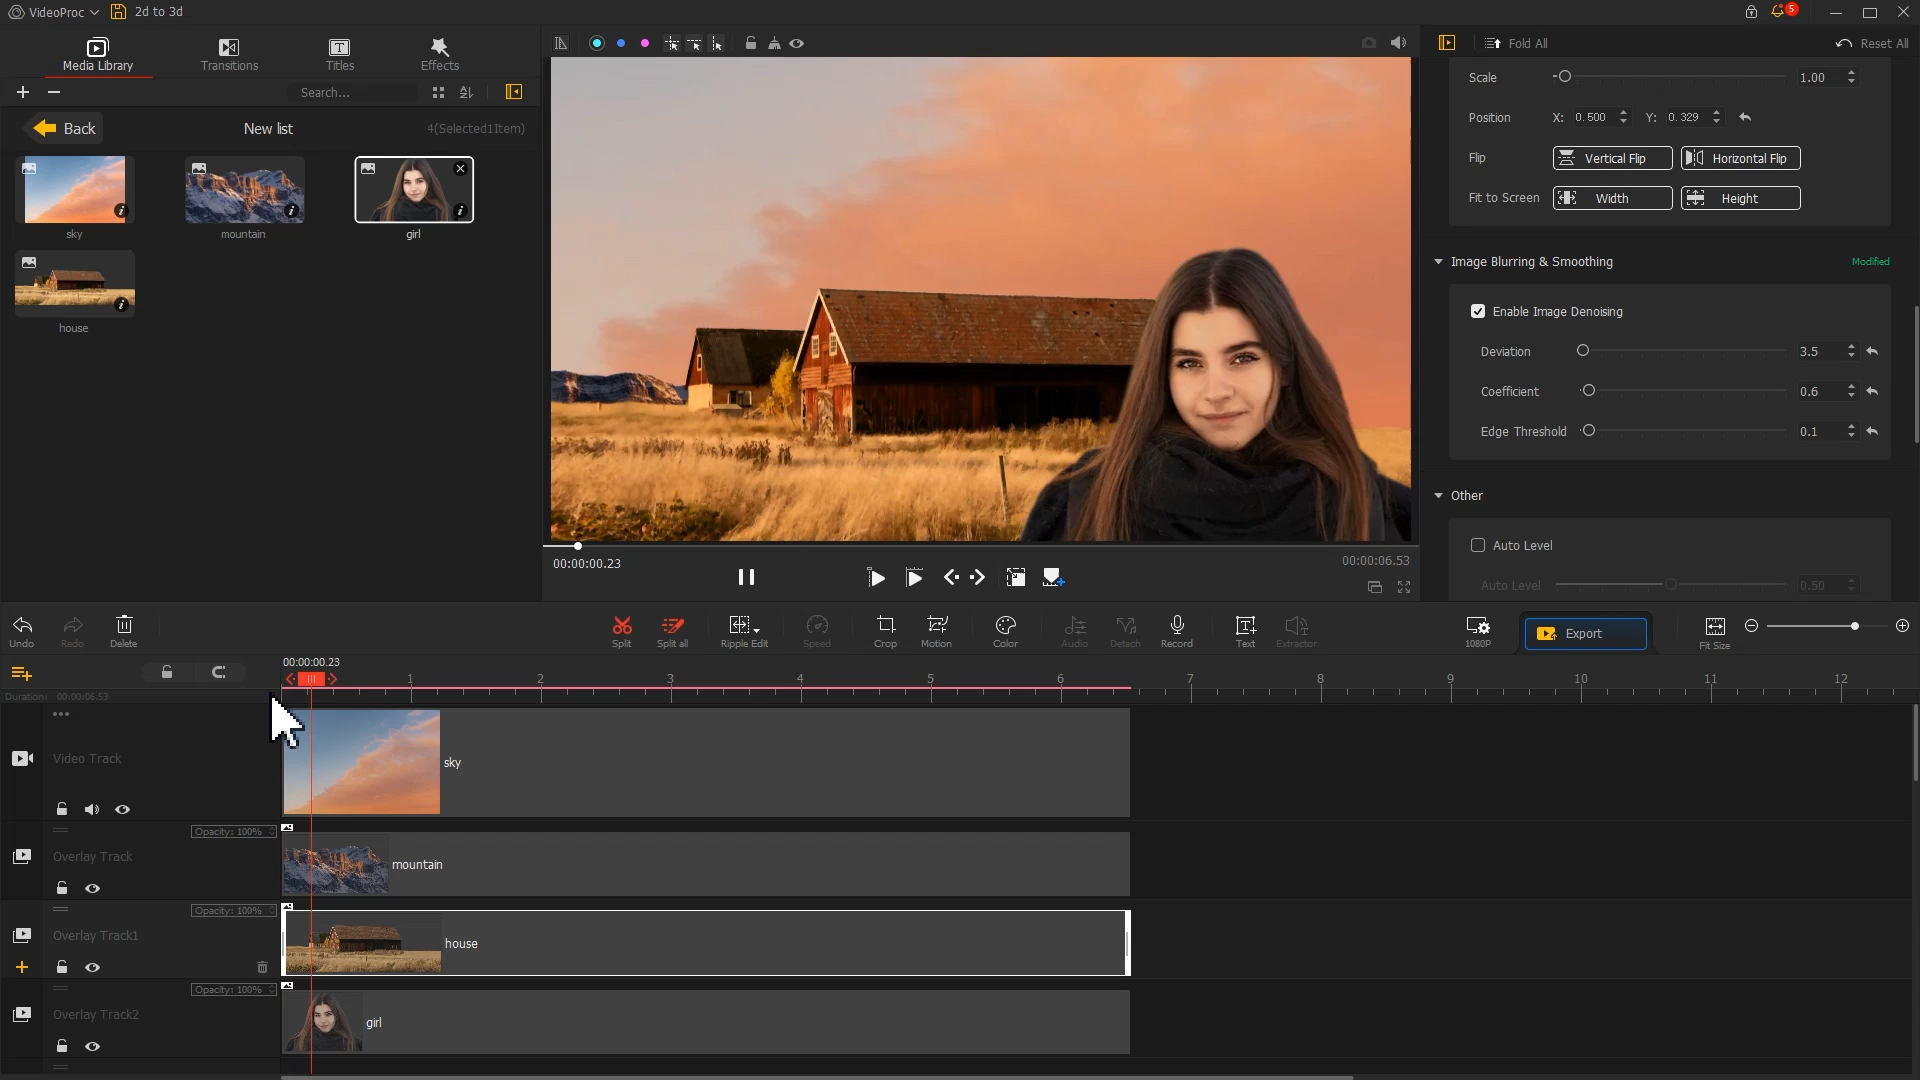 VideoProc
2d to 3d
5
Media Library
Transitions
Titles
Effects
Search...
Back
New list
4(Selected1Item)
sky
mountain
girl
house
00:00:00.23
00:00:06.53
Fold All
Reset All
Scale
1.00
Position
X: 0.500
Y: 0.329
Flip
Vertical Flip
Horizontal Flip
Fit to Screen
Width
Height
Image Blurring & Smoothing
Modified
Enable Image Denoising
Deviation
3.5
Coefficient
0.6
Edge Threshold
0.1
Other
Auto Level
Auto Level
0.50
Undo
Redo
Delete
Split
Split all
Ripple Edit
Speed
Crop
Motion
Color
Audio
Detach
Record
Text
Extractor
1080P
Export
Fit Size
00:00:00.23
1 2 3 4 5 6 7 8 9 10 11 12
Duration: 00:00:06.53
Video Track
sky
Opacity: 100%
Overlay Track
mountain
Opacity: 100%
Overlay Track1
house
Opacity: 100%
Overlay Track2
girl